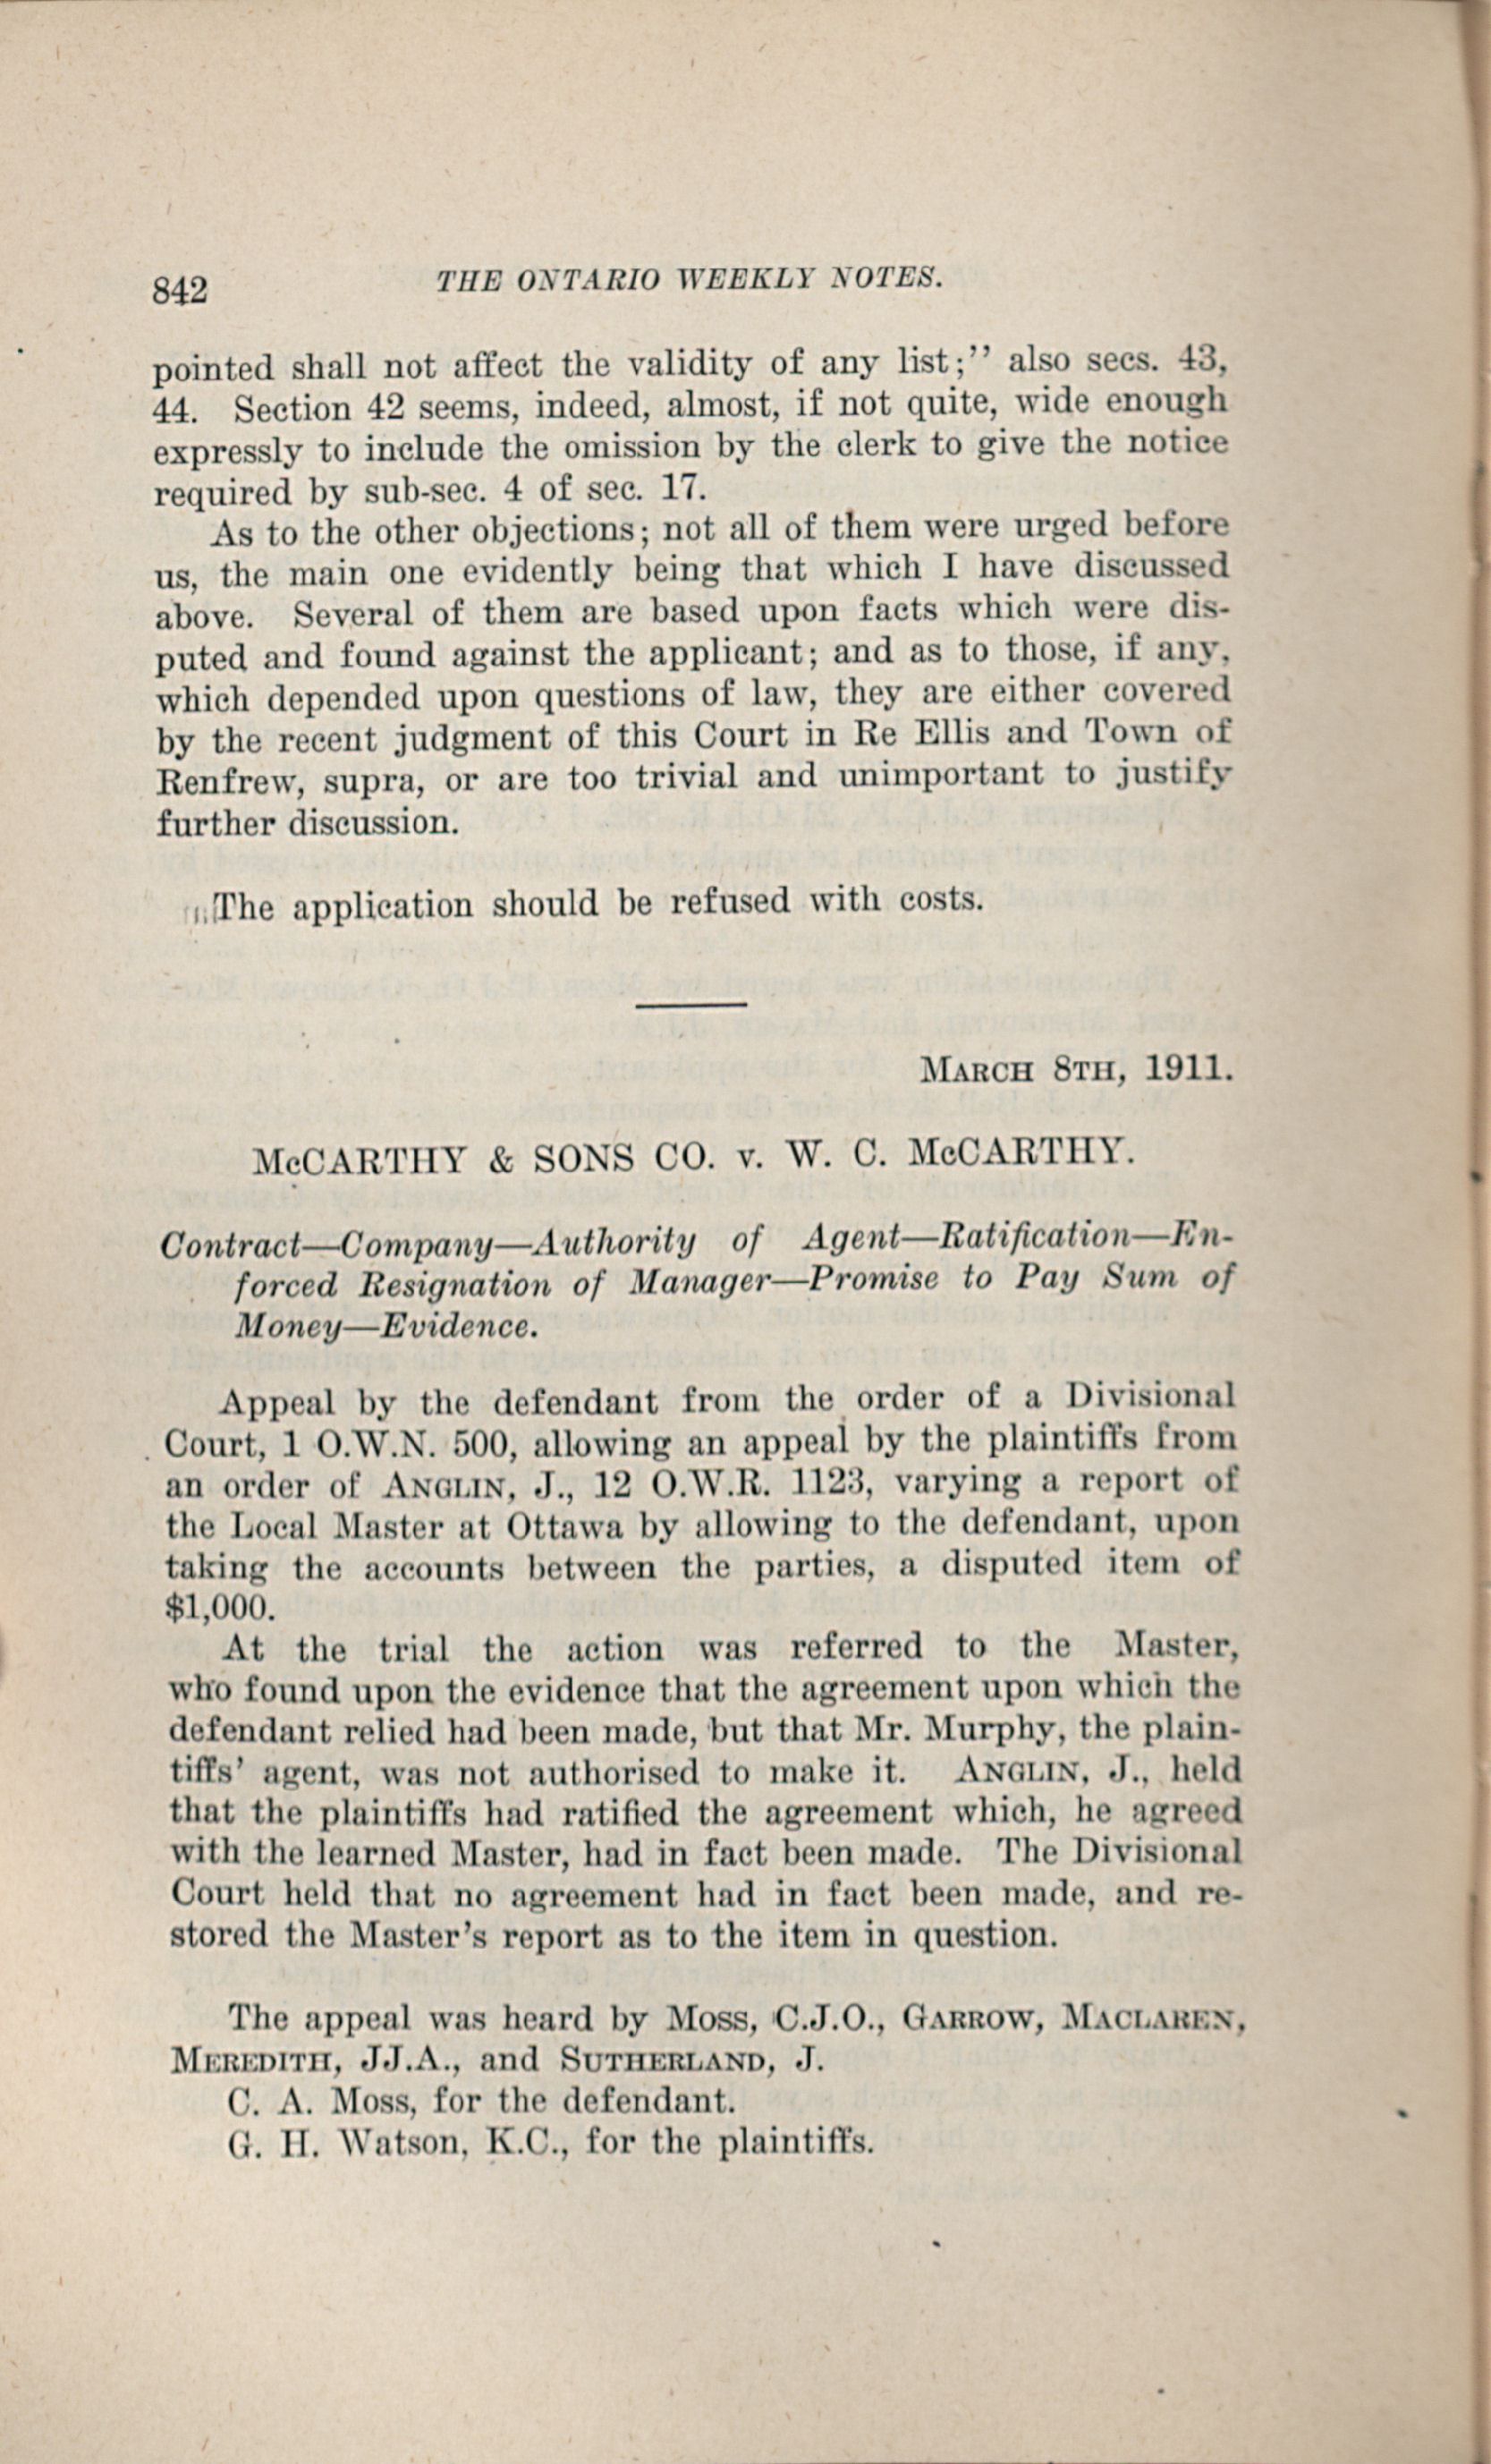 842
THE ONTARIO WEEKLY NOTES.
pointed shall not affect the validity of any list;'' also secs. 43,
44. Section 42 seems, indeed, almost, if not quite, wide enough
expressly to include the omission by the clerk to give the notice
required by sub-sec. 4 of sec. 17.
As to the other objections; not all of them were urged before
us, the main one evidently being that which I have discussed
above. Several of them are based upon facts which were dis-
puted and found against the applicant; and as to those, if any,
which depended upon questions of law, they are either covered
by the recent judgment of this Court in Re Ellis and Town of
Renfrew, supra, or are too trivial and unimportant to justify
further discussion.
The application should be refused with costs.
MARCH 8TH, 1911.
McCARTHY & SONS CO. v. W. C. McCARTHY.
Contract—Company—Authority of Agent—Ratification—En-
forced Resignation of Manager—Promise to Pay Sum of
Money—Evidence.
Appeal by the defendant from the order of a Divisional
Court, 1 O.W.N. 500, allowing an appeal by the plaintiffs from
an order of ANGLIN, J., 12 O.W.R. 1123, varying a report of
the Local Master at Ottawa by allowing to the defendant, upon
taking the accounts between the parties, a disputed item of
$1,000.
At the trial the action was referred to the Master,
who found upon the evidence that the agreement upon which the
defendant relied had been made, but that Mr. Murphy, the plain-
tiffs' agent, was not authorised to make it. ANGLIN, J., held
that the plaintiffs had ratified the agreement which, he agreed
with the learned Master, had in fact been made. The Divisional
Court held that no agreement had in fact been made, and re-
stored the Master's report as to the item in question.
The appeal was heard by Moss, C.J.O., GARROW, MACLAREN,
MEREDITH, JJ.A., and SUTHERLAND, J.
C. A. Moss, for the defendant.
G. H. Watson, K.C., for the plaintiffs.